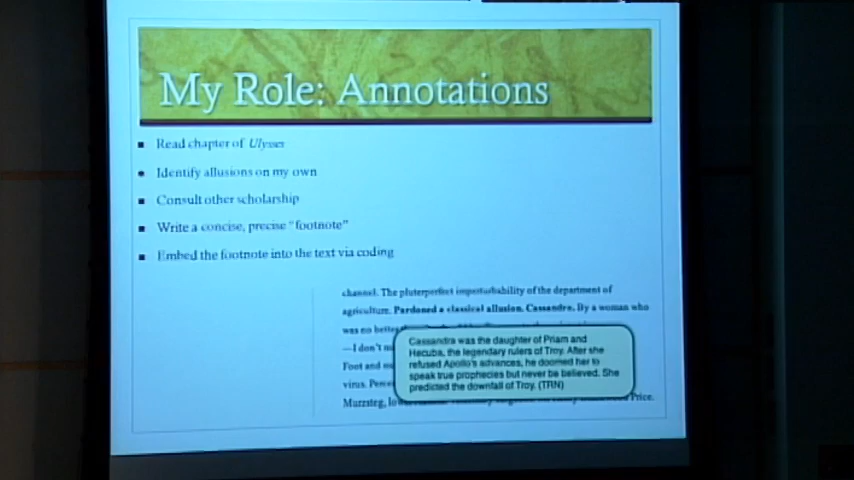 My Role: Annotations
Read chapter of Ulysses
Identify allusions on my own
Consult other scholarship
Write a concise, precise "footnote"
Embed the footnote into the text via coding
channel. The pluterperfect imperturbability of the department of
agriculture. Pardoned a classical allusion. Cassandra. By a woman who
was no better
—I don't
Foot and
virus.
Cassandra was the daughter of Priam and
Hecuba, the legendary rulers of Troy. After she
refused Apollo's advances, he doomed her to
speak true prophecies but never be believed. She
predicted the downfall of Troy. (TRN)
Price.